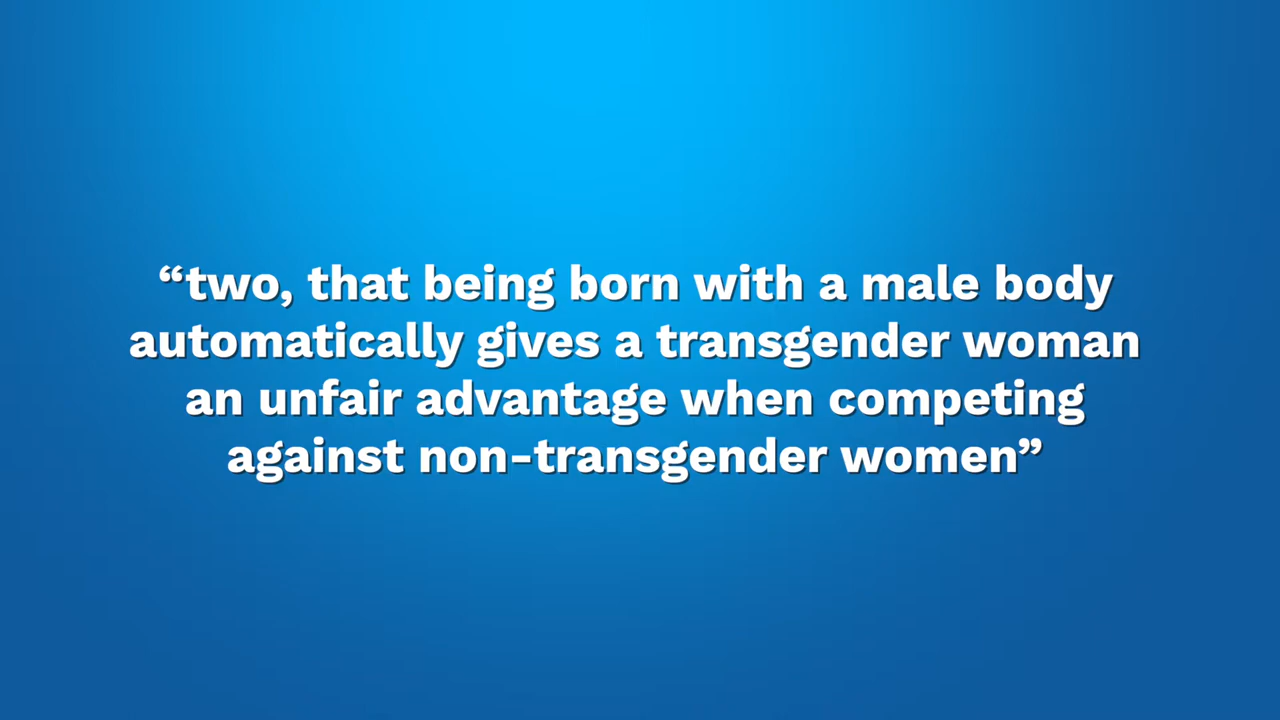 “two, that being born with a male body
automatically gives a transgender woman
an unfair advantage when competing
against non-transgender women”